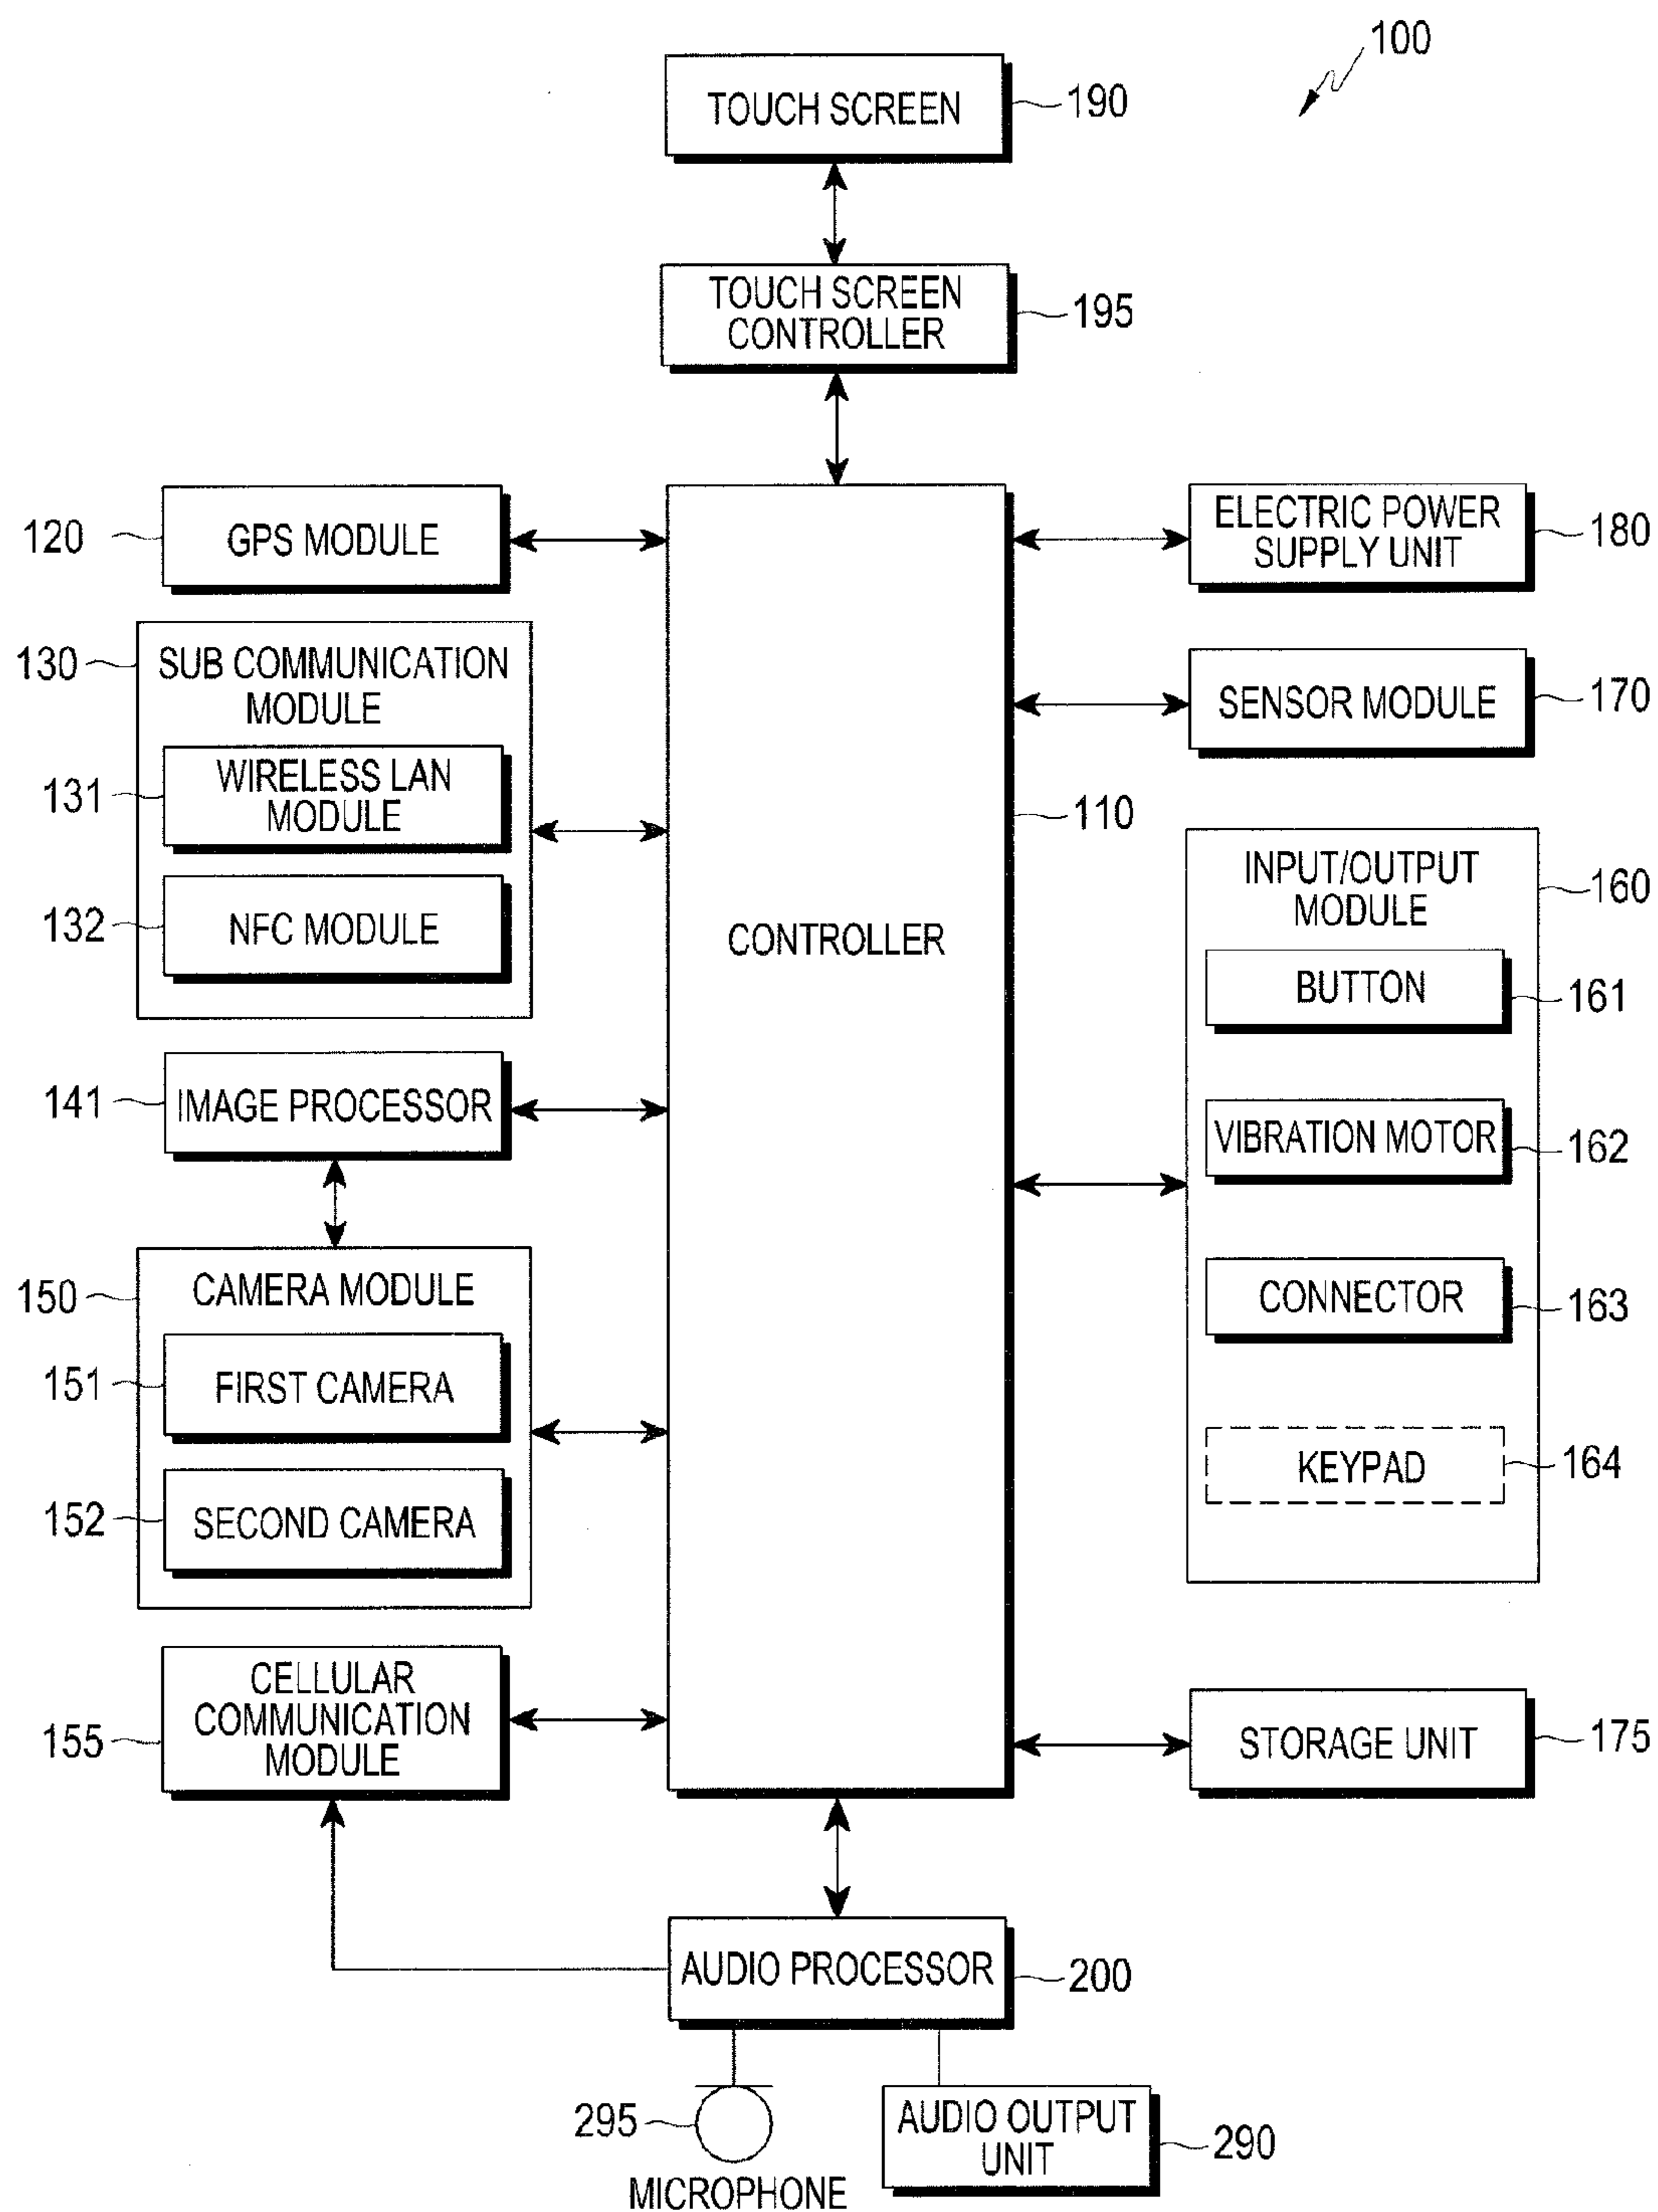 100
TOUCH SCREEN
190
TOUCH SCREEN
CONTROLLER
195
120
GPS MODULE
ELECTRIC POWER
SUPPLY UNIT
180
130
SUB COMMUNICATION
MODULE
SENSOR MODULE
170
131
WIRELESS LAN
MODULE
110
132
NFC MODULE
CONTROLLER
INPUT/OUTPUT
MODULE
160
BUTTON
161
141
IMAGE PROCESSOR
VIBRATION MOTOR
162
150
CAMERA MODULE
CONNECTOR
163
151
FIRST CAMERA
KEYPAD
164
152
SECOND CAMERA
155
CELLULAR
COMMUNICATION
MODULE
STORAGE UNIT
175
AUDIO PROCESSOR
200
295
MICROPHONE
AUDIO OUTPUT
UNIT
290